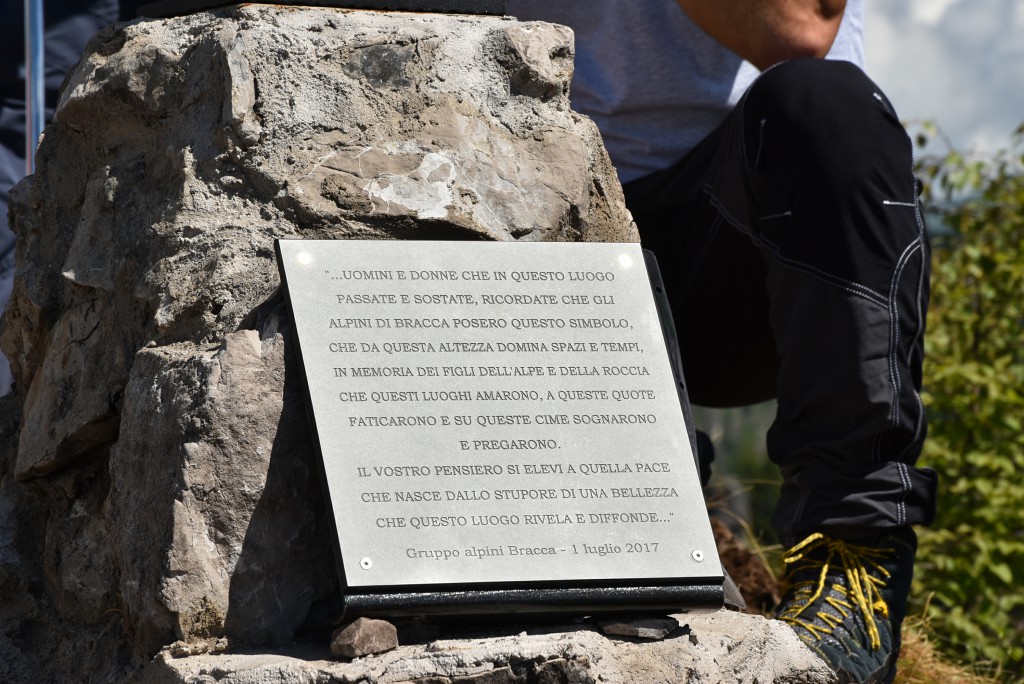 "...UOMINI E DONNE CHE IN QUESTO LUOGO
PASSATE E SOSTATE, RICORDATE CHE GLI
ALPINI DI BRACCA POSERO QUESTO SIMBOLO,
CHE DA QUESTA ALTEZZA DOMINA SPAZI E TEMPI,
IN MEMORIA DEI FIGLI DELL'ALPE E DELLA ROCCIA
CHE QUESTI LUOGHI AMARONO, A QUESTE QUOTE
FATICARONO E SU QUESTE CIME SOGNARONO
E PREGARONO.
IL VOSTRO PENSIERO SI ELEVI A QUELLA PACE
CHE NASCE DALLO STUPORE DI UNA BELLEZZA
CHE QUESTO LUOGO RIVELA E DIFFONDE..."
Gruppo alpini Bracca - 1 luglio 2017